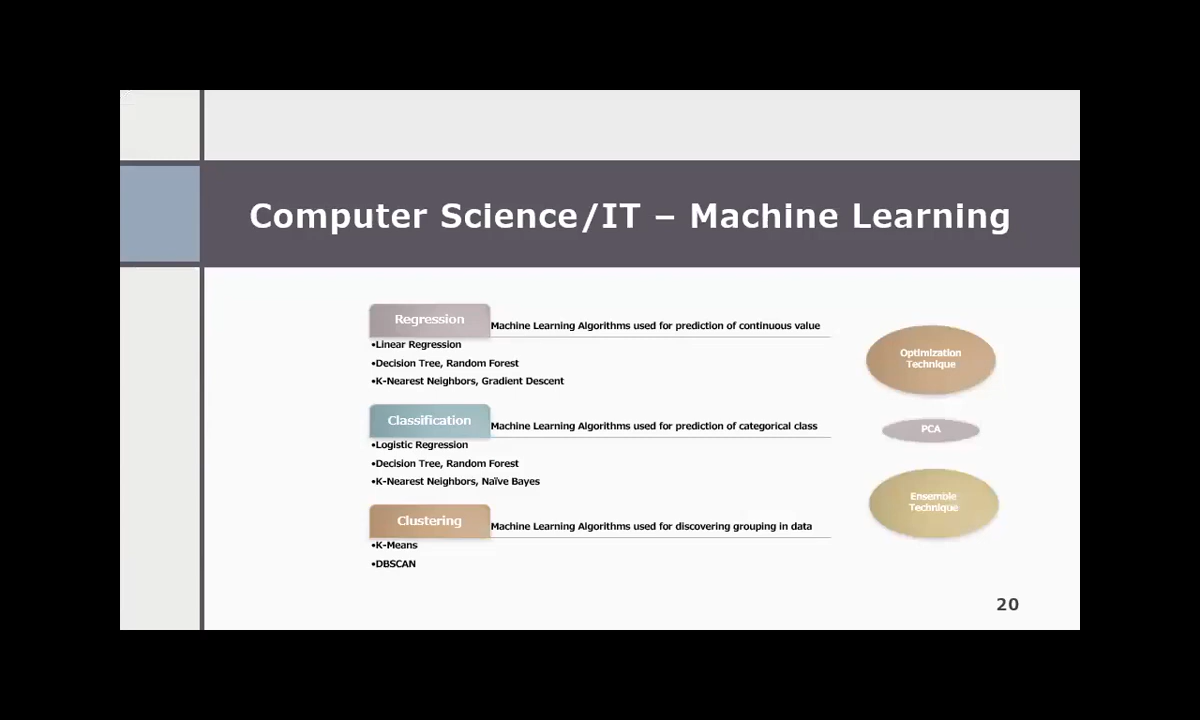 Computer Science/IT – Machine Learning
Regression
Machine Learning Algorithms used for prediction of continuous value
•Linear Regression
•Decision Tree, Random Forest
•K-Nearest Neighbors, Gradient Descent
Classification
Machine Learning Algorithms used for prediction of categorical class
•Logistic Regression
•Decision Tree, Random Forest
•K-Nearest Neighbors, Naïve Bayes
Clustering
Machine Learning Algorithms used for discovering grouping in data
•K-Means
•DBSCAN
Optimization
Technique
PCA
Ensemble
Technique
20